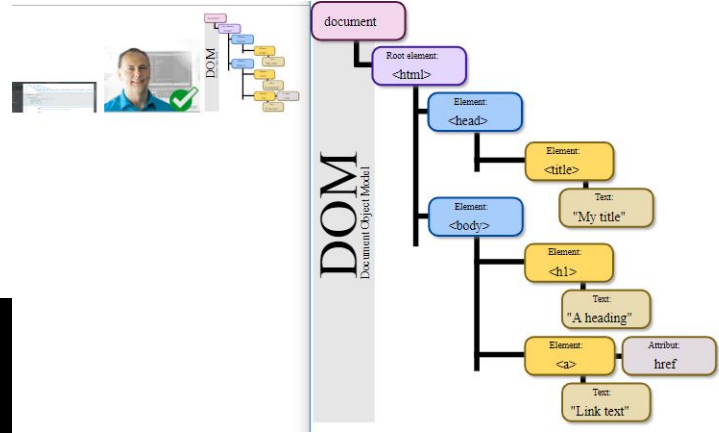 DOM
document
Root element:
<html>
Element:
<head>
Element:
<title>
Text:
"My title"
DOM
Document Object Model
Element:
<body>
Element:
<h1>
Text:
"A heading"
Element:
<a>
Attribut:
href
Text:
"Link text"